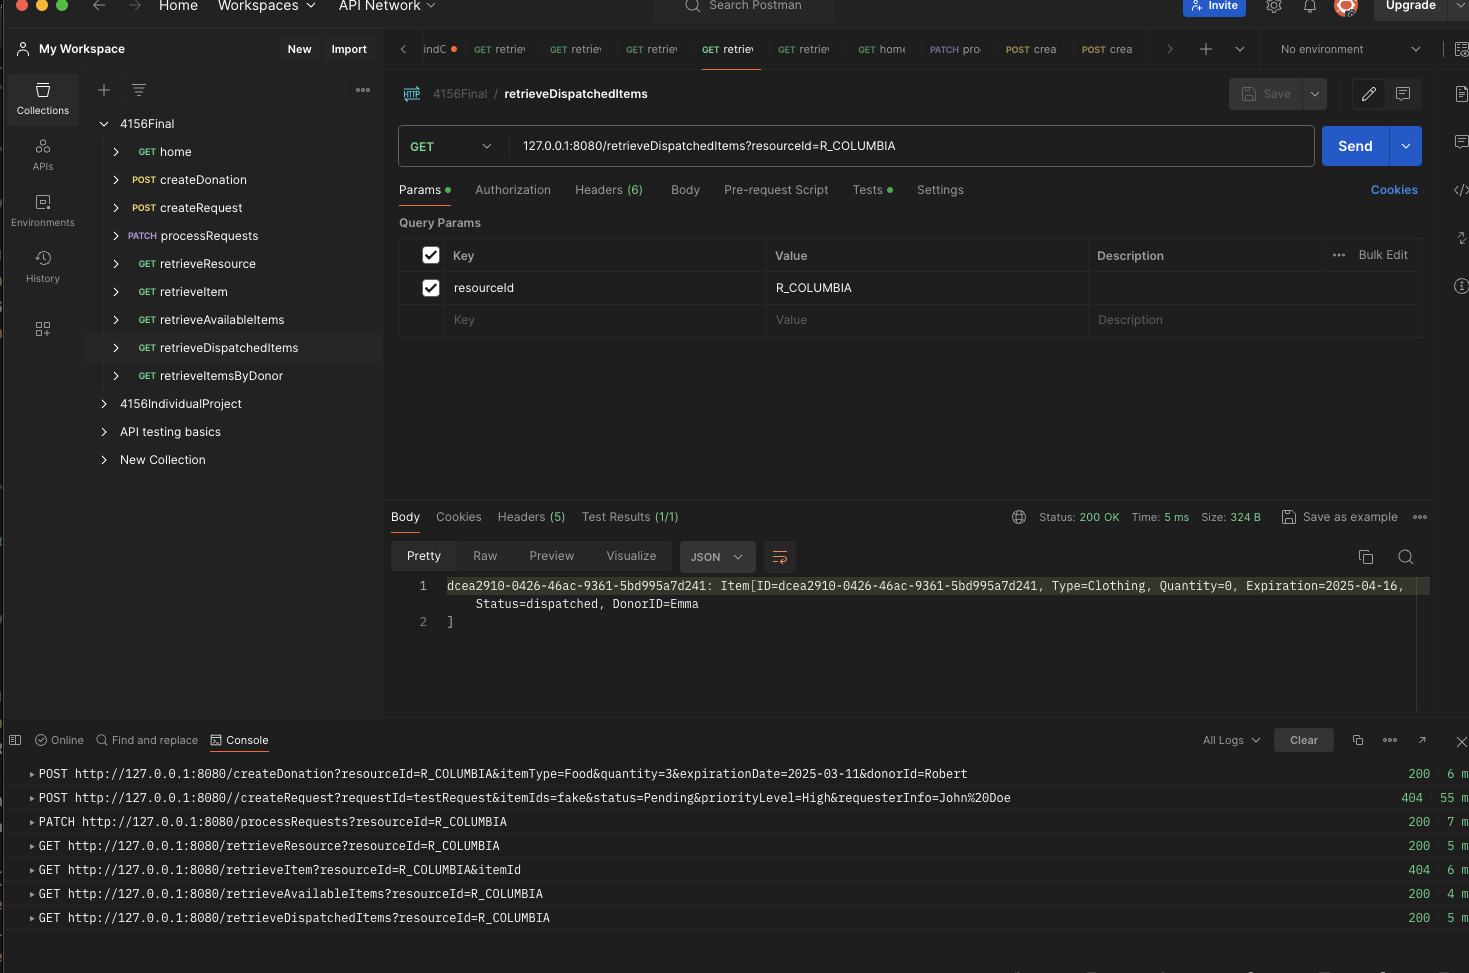 Home Workspaces API Network Search Postman Invite Upgrade
My Workspace New Import
indC GET retriev GET retriev GET retriev GET retriev GET retriev GET home PATCH pro POST crea POST crea No environment
Collections
APIs
Environments
History
4156Final
GET home
POST createDonation
POST createRequest
PATCH processRequests
GET retrieveResource
GET retrieveItem
GET retrieveAvailableItems
GET retrieveDispatchedItems
GET retrieveItemsByDonor
4156IndividualProject
API testing basics
New Collection
HTTP 4156Final / retrieveDispatchedItems Save
GET 127.0.0.1:8080/retrieveDispatchedItems?resourceId=R_COLUMBIA Send
Params Authorization Headers (6) Body Pre-request Script Tests Settings Cookies
Query Params
Key Value Description Bulk Edit
resourceId R_COLUMBIA
Key Value Description
Body Cookies Headers (5) Test Results (1/1) Status: 200 OK Time: 5 ms Size: 324 B Save as example
Pretty Raw Preview Visualize JSON
1 dcea2910-0426-46ac-9361-5bd995a7d241: Item[ID=dcea2910-0426-46ac-9361-5bd995a7d241, Type=Clothing, Quantity=0, Expiration=2025-04-16,
Status=dispatched, DonorID=Emma
2 ]
Online Find and replace Console All Logs Clear
POST http://127.0.0.1:8080/createDonation?resourceId=R_COLUMBIA&itemType=Food&quantity=3&expirationDate=2025-03-11&donorId=Robert 200 6 m
POST http://127.0.0.1:8080//createRequest?requestId=testRequest&itemIds=fake&status=Pending&priorityLevel=High&requesterInfo=John%20Doe 404 55 m
PATCH http://127.0.0.1:8080/processRequests?resourceId=R_COLUMBIA 200 7 m
GET http://127.0.0.1:8080/retrieveResource?resourceId=R_COLUMBIA 200 5 m
GET http://127.0.0.1:8080/retrieveItem?resourceId=R_COLUMBIA&itemId 404 6 m
GET http://127.0.0.1:8080/retrieveAvailableItems?resourceId=R_COLUMBIA 200 4 m
GET http://127.0.0.1:8080/retrieveDispatchedItems?resourceId=R_COLUMBIA 200 5 m